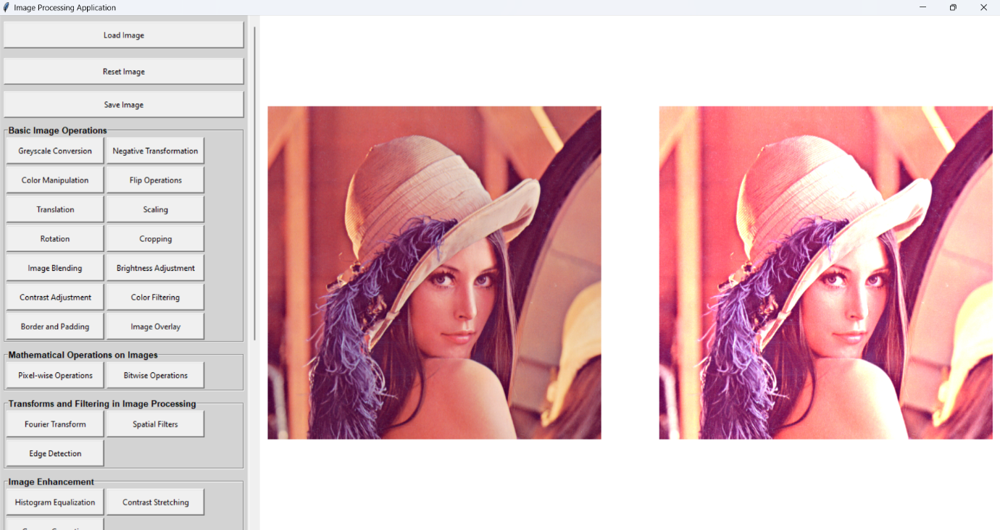 Image Processing Application
Load Image
Reset Image
Save Image
Basic Image Operations
Greyscale Conversion Negative Transformation
Color Manipulation Flip Operations
Translation Scaling
Rotation Cropping
Image Blending Brightness Adjustment
Contrast Adjustment Color Filtering
Border and Padding Image Overlay
Mathematical Operations on Images
Pixel-wise Operations Bitwise Operations
Transforms and Filtering in Image Processing
Fourier Transform Spatial Filters
Edge Detection
Image Enhancement
Histogram Equalization Contrast Stretching